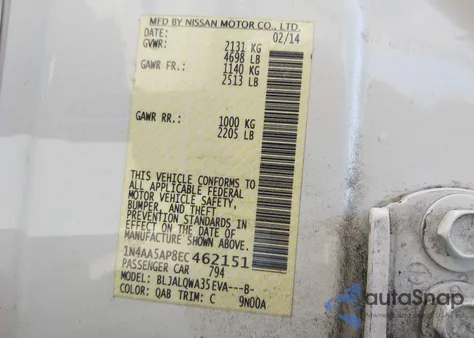 MFD BY NISSAN MOTOR CO., LTD.
DATE: 02/14
GVWR: 2131 KG
4698 LB
GAWR FR.: 1140 KG
2513 LB
GAWR RR.: 1000 KG
2205 LB
THIS VEHICLE CONFORMS TO
ALL APPLICABLE FEDERAL
MOTOR VEHICLE SAFETY,
BUMPER, AND THEFT
PREVENTION STANDARDS IN
EFFECT ON THE DATE OF
MANUFACTURE SHOWN ABOVE.
1N4AA5AP8EC462151
PASSENGER CAR 794
MODEL: BLJALQWA35EVA---B-
COLOR: QAB TRIM: C 9N00A
autoSnap